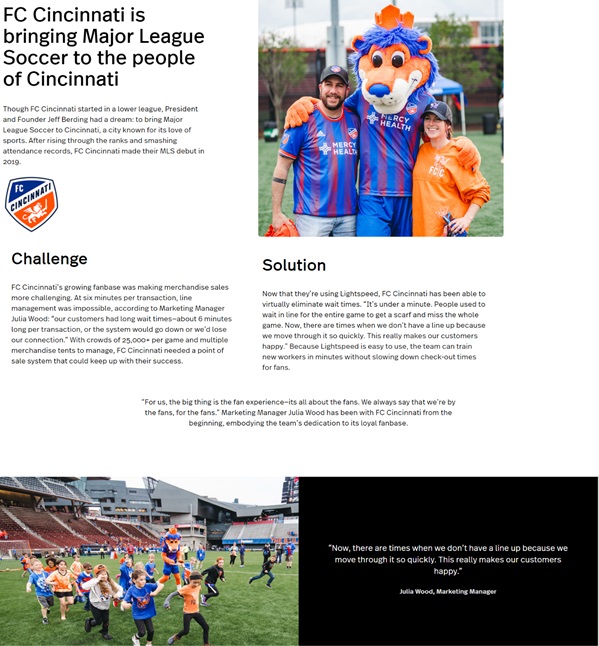 FC Cincinnati is
bringing Major League
Soccer to the people
of Cincinnati
Though FC Cincinnati started in a lower league, President
and Founder Jeff Berding had a dream: to bring Major
League Soccer to Cincinnati, a city known for its love of
sports. After rising through the ranks and smashing
attendance records, FC Cincinnati made their MLS debut in
2019.
FC
CINCINNATI
MERCY
HEALTH
MERCY
HEALTH
Challenge
FC Cincinnati's growing fanbase was making merchandise sales
more challenging. At six minutes per transaction, line
management was impossible, according to Marketing Manager
Julia Wood: "our customers had long wait times—about 6 minutes
long per transaction, or the system would go down or we'd lose
our connection." With crowds of 25,000+ per game and multiple
merchandise tents to manage, FC Cincinnati needed a point of
sale system that could keep up with their success.
Solution
Now that they're using Lightspeed, FC Cincinnati has been able to
virtually eliminate wait times. "It's under a minute. People used to
wait in line for the entire game to get a scarf and miss the whole
game. Now, there are times when we don't have a line up because
we move through it so quickly. This really makes our customers
happy." Because Lightspeed is easy to use, the team can train
new workers in minutes without slowing down check-out times
for fans.
"For us, the big thing is the fan experience—its all about the fans. We always say that we're by
the fans, for the fans." Marketing Manager Julia Wood has been with FC Cincinnati from the
beginning, embodying the team's dedication to its loyal fanbase.
"Now, there are times when we don't have a line up because we
move through it so quickly. This really makes our customers
happy."
Julia Wood, Marketing Manager